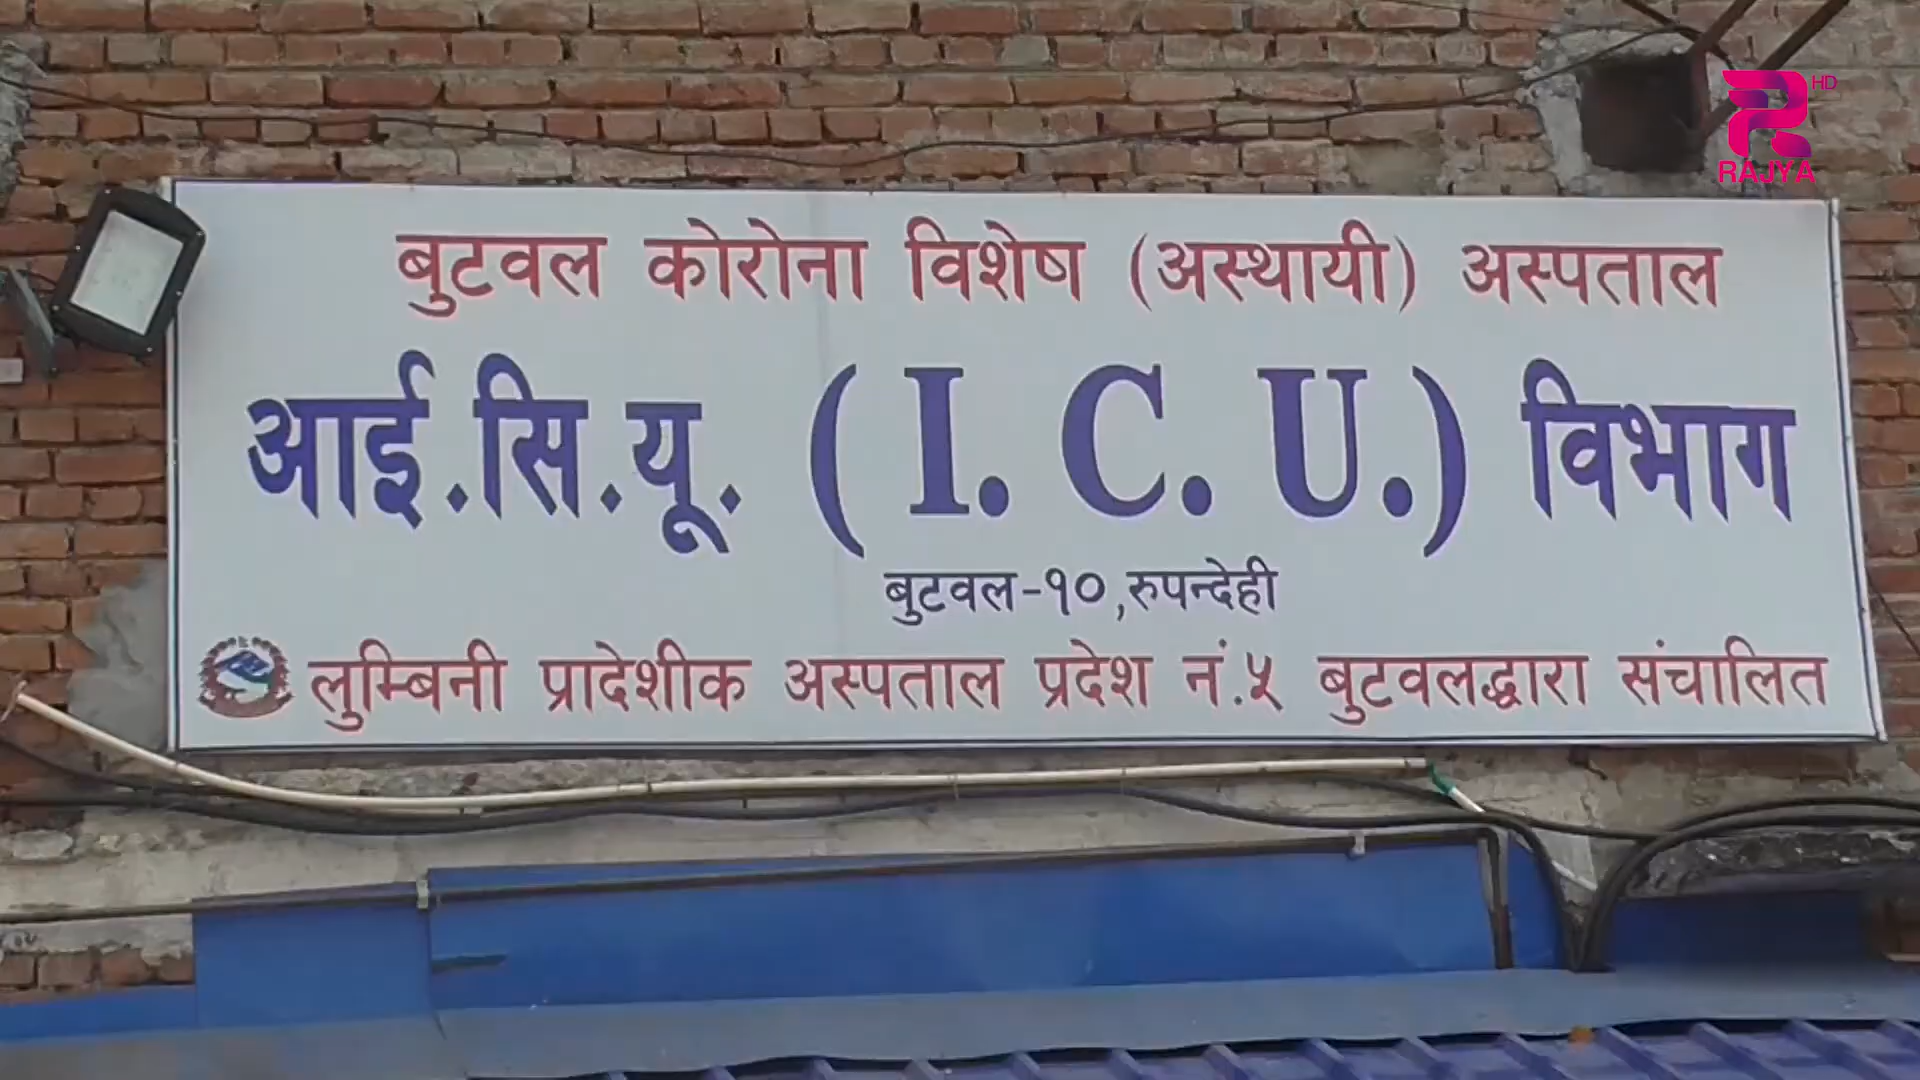 HD
RAJYA
बुटवल कोरोना विशेष (अस्थायी) अस्पताल
आई.सि.यू. ( I. C. U.) विभाग
बुटवल-१०,रुपन्देही
लुम्बिनी प्रादेशीक अस्पताल प्रदेश नं.५ बुटवलद्धारा संचालित